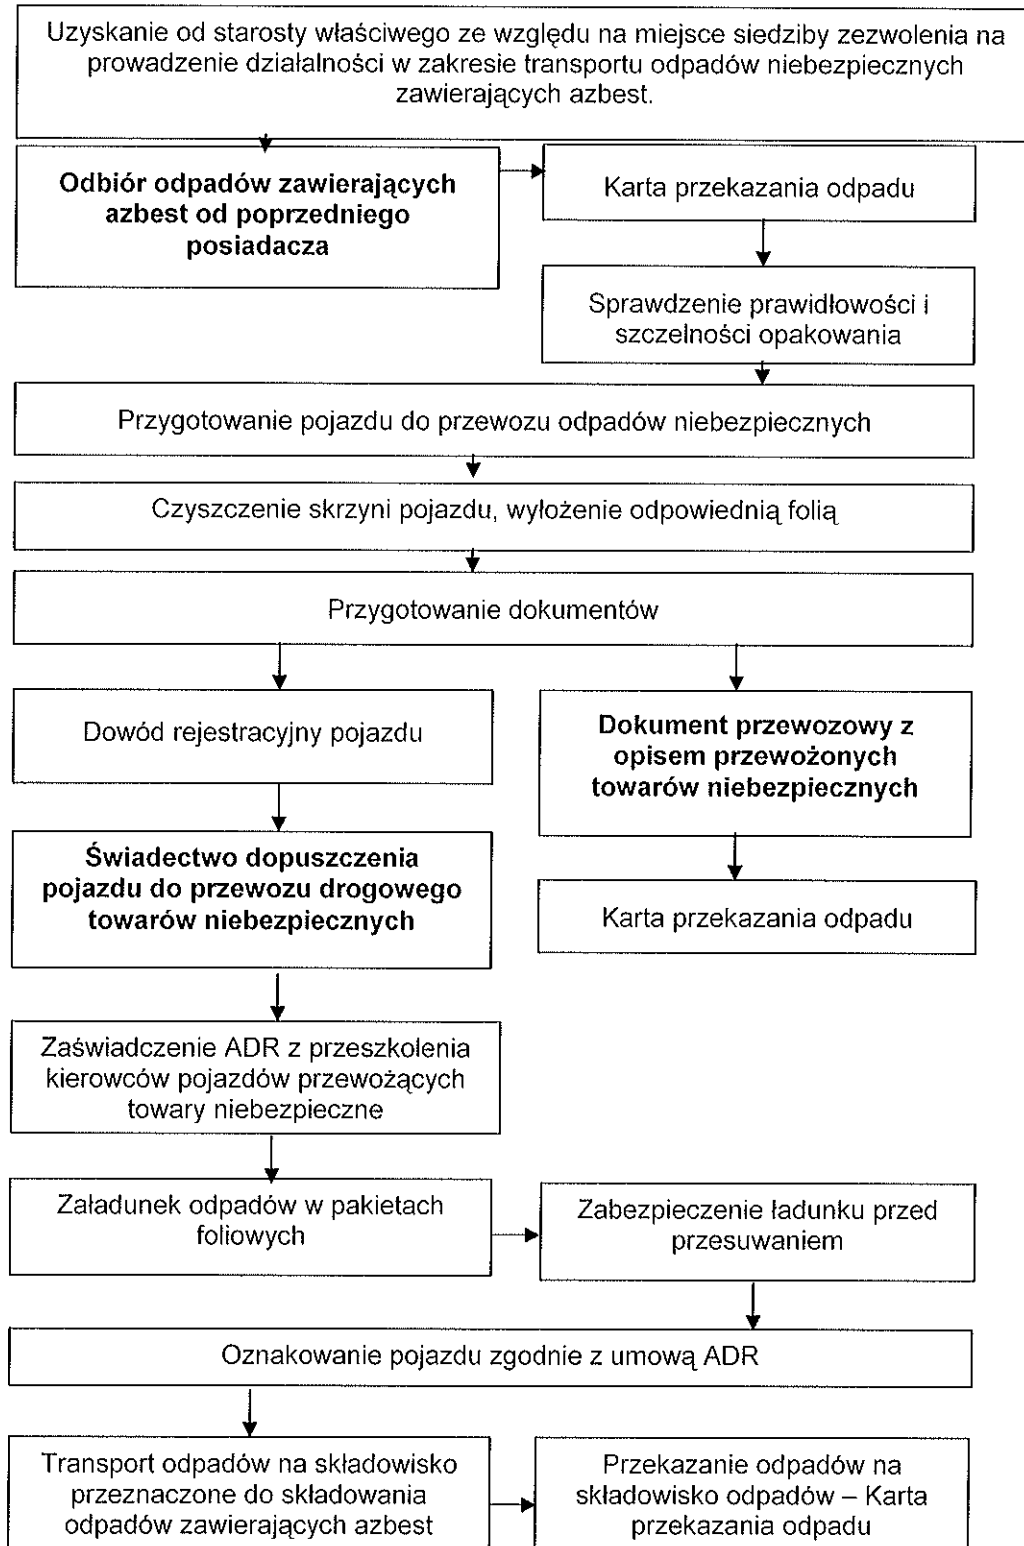 Uzyskanie od starosty właściwego ze względu na miejsce siedziby zezwolenia na
prowadzenie działalności w zakresie transportu odpadów niebezpiecznych
zawierających azbest.
Odbiór odpadów zawierających
azbest od poprzedniego
posiadacza
Karta przekazania odpadu
Sprawdzenie prawidłowości i
szczelności opakowania
Przygotowanie pojazdu do przewozu odpadów niebezpiecznych
Czyszczenie skrzyni pojazdu, wyłożenie odpowiednią folią
Przygotowanie dokumentów
Dowód rejestracyjny pojazdu
Dokument przewozowy z
opisem przewożonych
towarów niebezpiecznych
Świadectwo dopuszczenia
pojazdu do przewozu drogowego
towarów niebezpiecznych
Karta przekazania odpadu
Zaświadczenie ADR z przeszkolenia
kierowców pojazdów przewożących
towary niebezpieczne
Załadunek odpadów w pakietach
foliowych
Zabezpieczenie ładunku przed
przesuwaniem
Oznakowanie pojazdu zgodnie z umową ADR
Transport odpadów na składowisko
przeznaczone do składowania
odpadów zawierających azbest
Przekazanie odpadów na
składowisko odpadów – Karta
przekazania odpadu